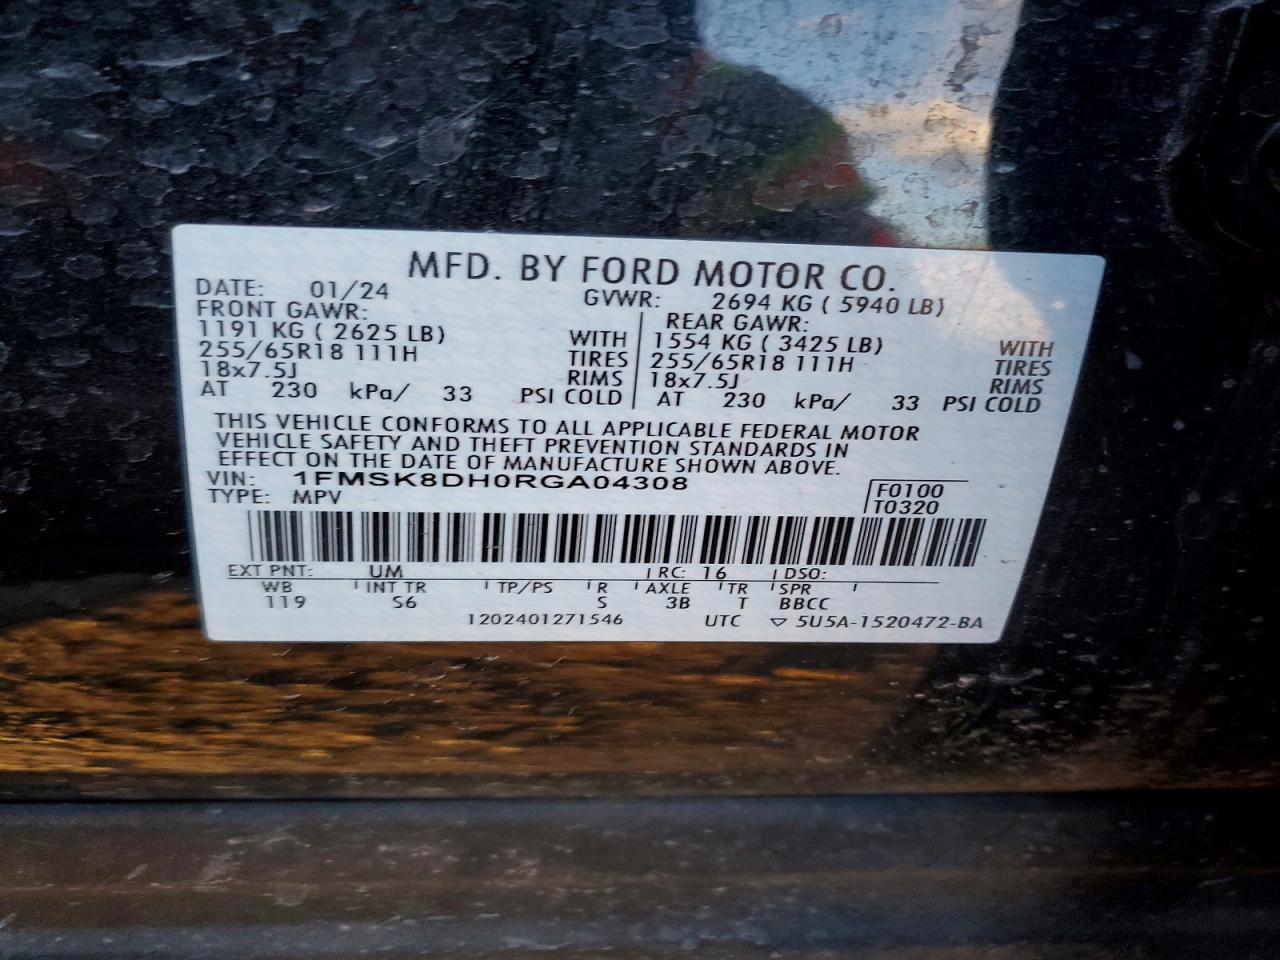 MFD. BY FORD MOTOR CO.
DATE: 01/24 GVWR: 2694 KG ( 5940 LB)
FRONT GAWR: REAR GAWR:
1191 KG ( 2625 LB) WITH 1554 KG ( 3425 LB) WITH
255/65R18 111H TIRES 255/65R18 111H TIRES
18x7.5J RIMS 18x7.5J RIMS
AT 230 kPa/ 33 PSI COLD AT 230 kPa/ 33 PSI COLD
THIS VEHICLE CONFORMS TO ALL APPLICABLE FEDERAL MOTOR
VEHICLE SAFETY AND THEFT PREVENTION STANDARDS IN
EFFECT ON THE DATE OF MANUFACTURE SHOWN ABOVE.
VIN: 1FMSK8DH0RGA04308 F0100
TYPE: MPV T0320
EXT PNT: UM RC: 16 DSO:
WB INT TR TP/PS R AXLE TR SPR
119 S6 S 3B T BBCC
1202401271546 UTC ▽ 5U5A-1520472-BA